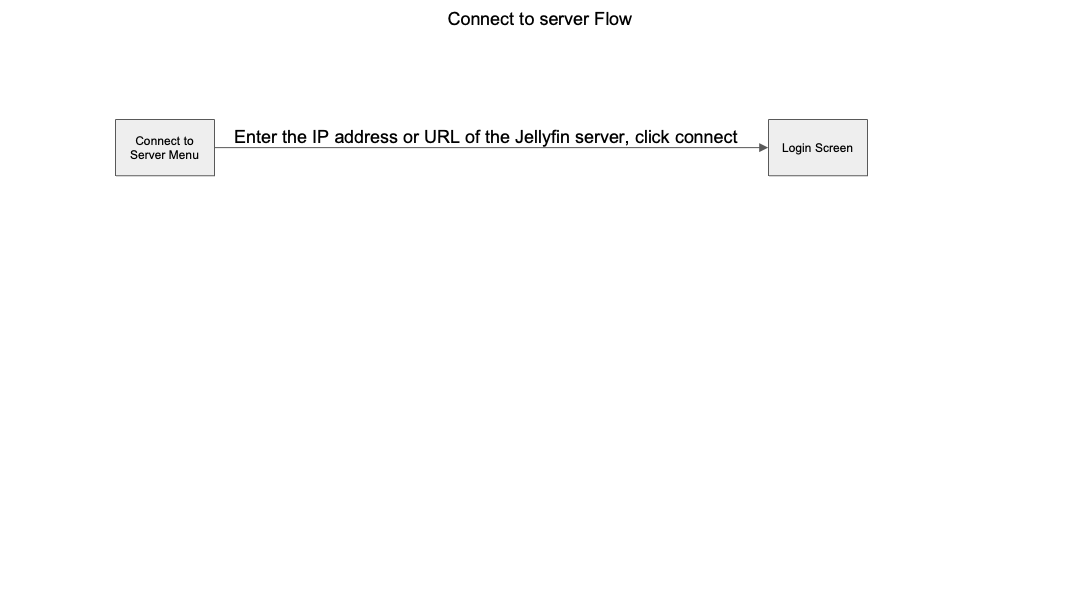 Connect to server Flow
Connect to
Server Menu
Enter the IP address or URL of the Jellyfin server, click connect
Login Screen